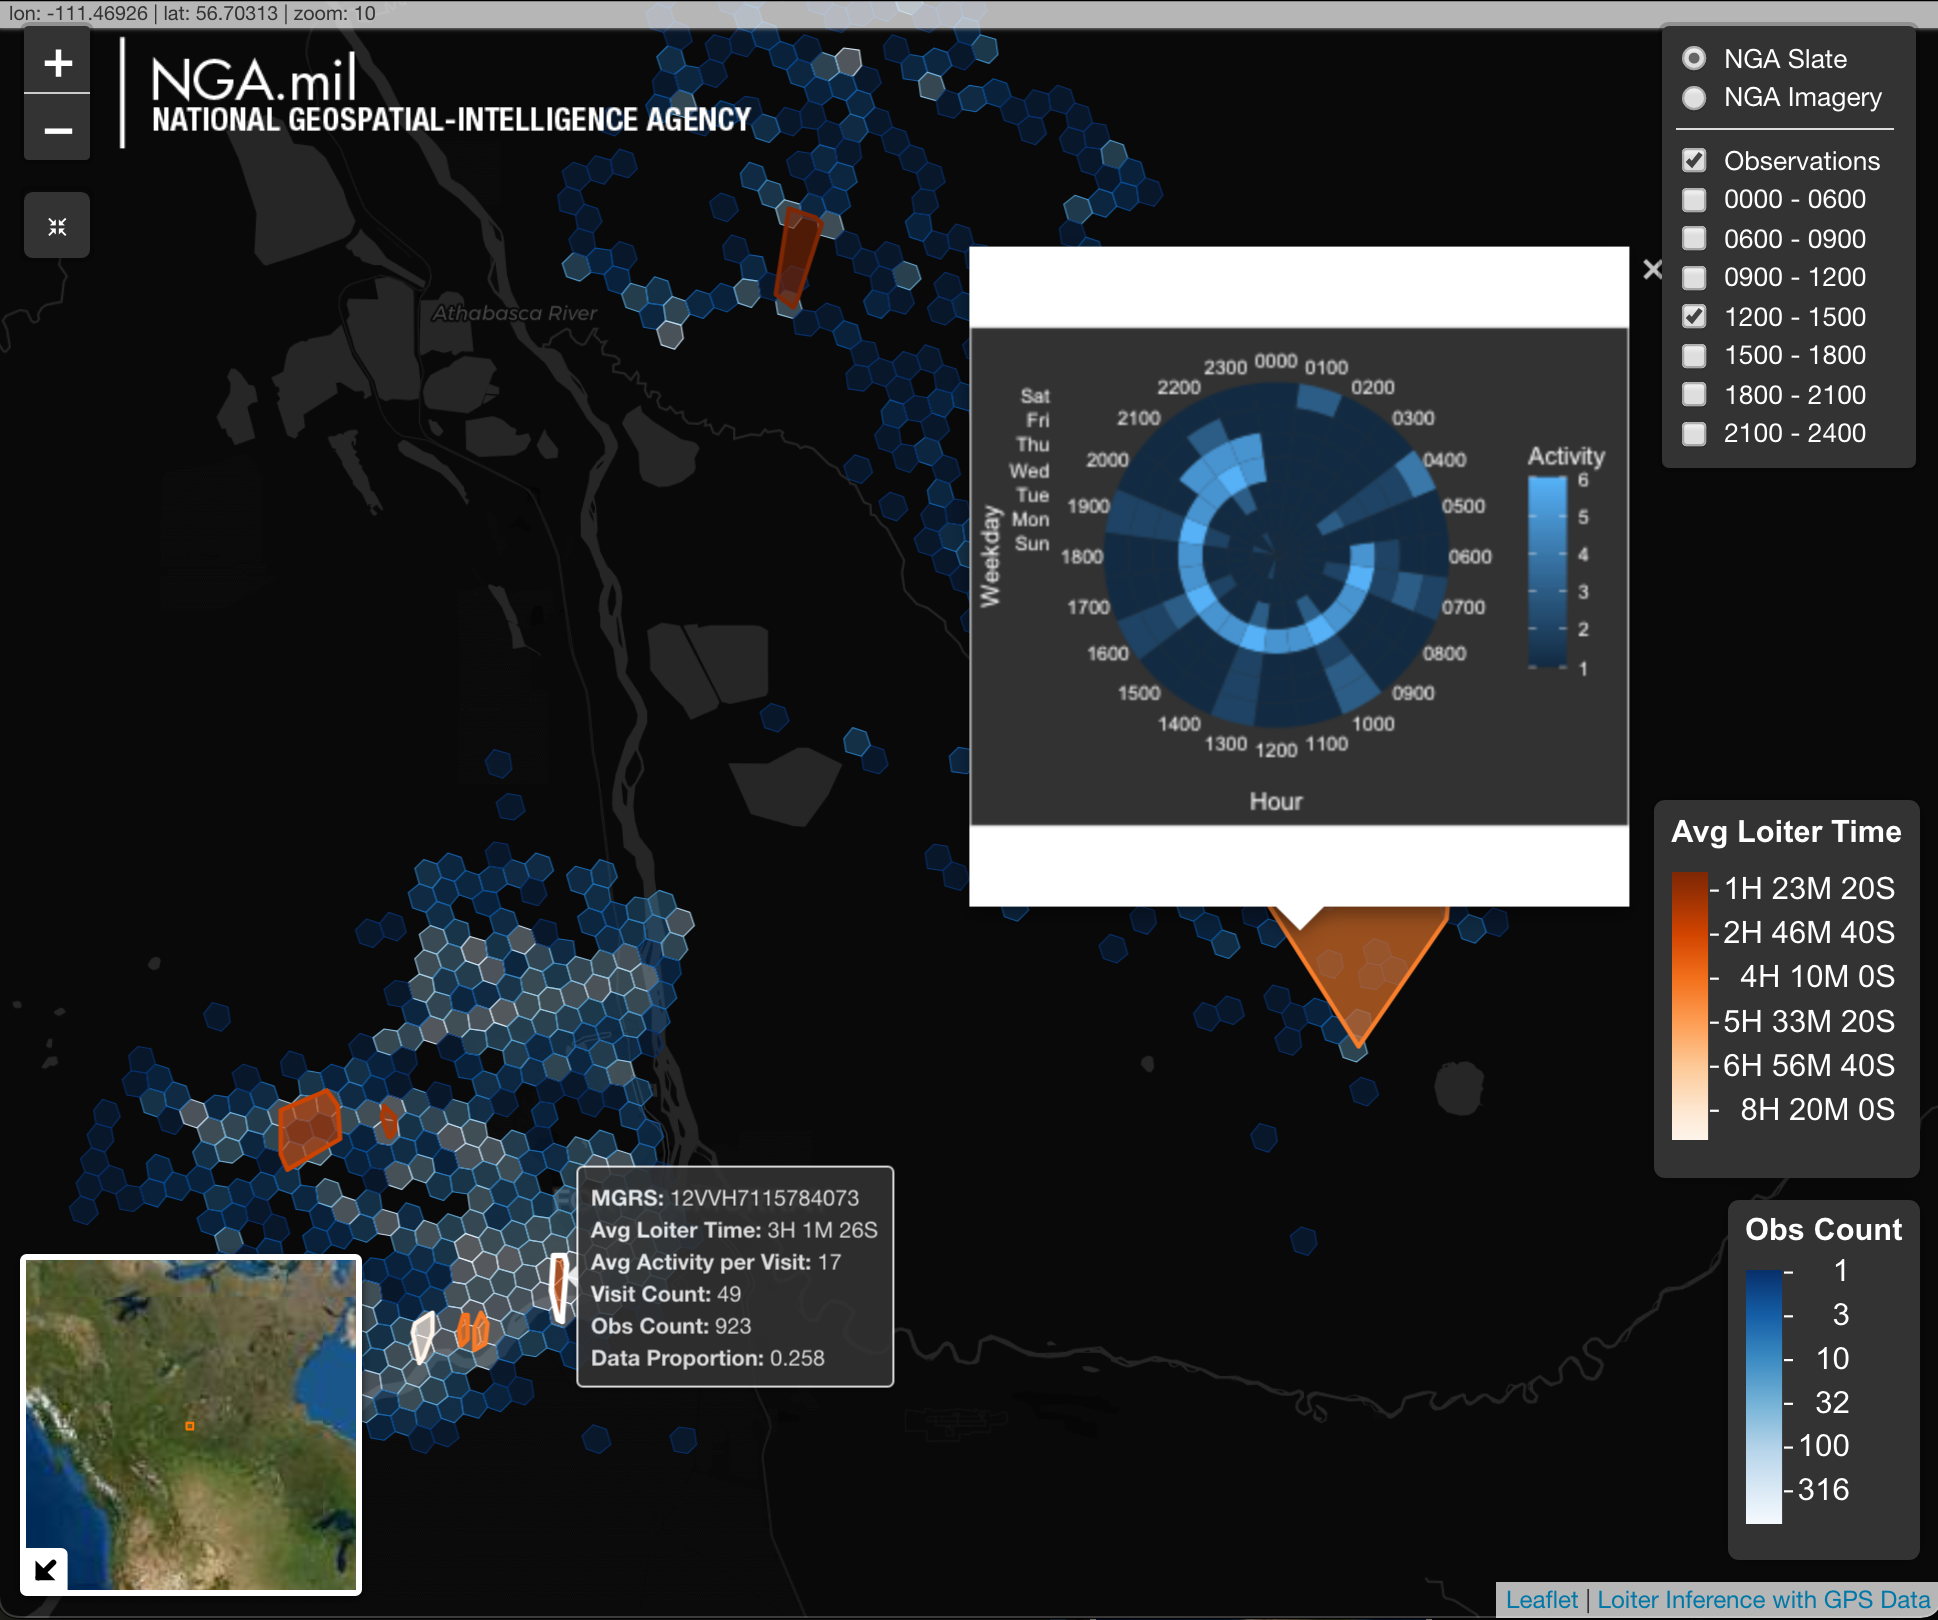 lon: -111.46926 | lat: 56.70313 | zoom: 10
+
−
NGA.mil
NATIONAL GEOSPATIAL-INTELLIGENCE AGENCY
NGA Slate
NGA Imagery
Observations
0000 - 0600
0600 - 0900
0900 - 1200
1200 - 1500
1500 - 1800
1800 - 2100
2100 - 2400
Athabasca River
×
0000
0100
0200
0300
0400
0500
0600
0700
0800
0900
1000
1100
1200
1300
1400
1500
1600
1700
1800
1900
2000
2100
2200
2300
Sat
Fri
Thu
Wed
Tue
Mon
Sun
Weekday
Hour
Activity
6
5
4
3
2
1
Avg Loiter Time
1H 23M 20S
2H 46M 40S
4H 10M 0S
5H 33M 20S
6H 56M 40S
8H 20M 0S
MGRS: 12VVH7115784073
Avg Loiter Time: 3H 1M 26S
Avg Activity per Visit: 17
Visit Count: 49
Obs Count: 923
Data Proportion: 0.258
Obs Count
1
3
10
32
100
316
Leaflet | Loiter Inference with GPS Data